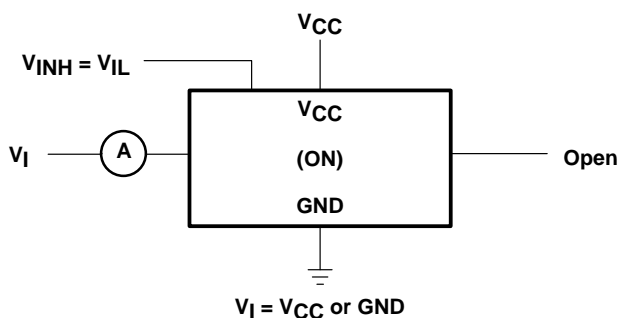 VCC
VINH = VIL
VCC
VI
A
(ON)
Open
GND
VI = VCC or GND